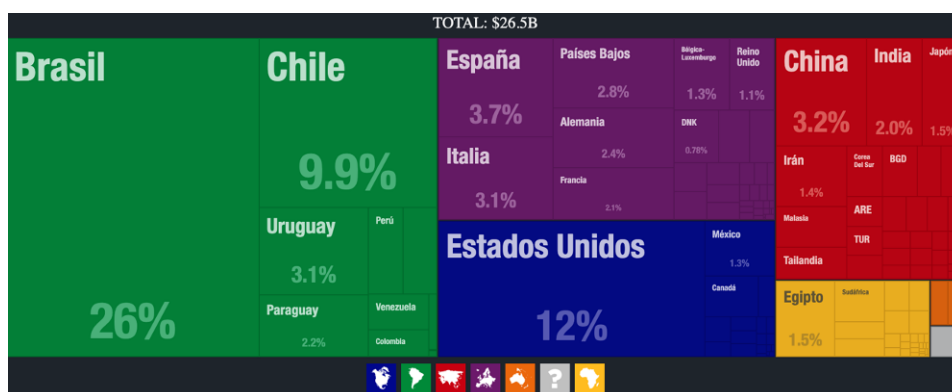 TOTAL: $26.5B
Brasil
26%
Chile
9.9%
Uruguay
3.1%
Paraguay
2.2%
Perú
Venezuela
Colombia
España
3.7%
Italia
3.1%
Países Bajos
2.8%
Alemania
2.4%
Francia
2.1%
Bélgica-
Luxemburgo
1.3%
Reino
Unido
1.1%
DNK
0.78%
Estados Unidos
12%
México
1.3%
Canadá
China
3.2%
India
2.0%
Japón
1.5%
Irán
1.4%
Corea
Del Sur
BGD
Malasia
ARE
TUR
Tailandia
Egipto
1.5%
Sudáfrica
?